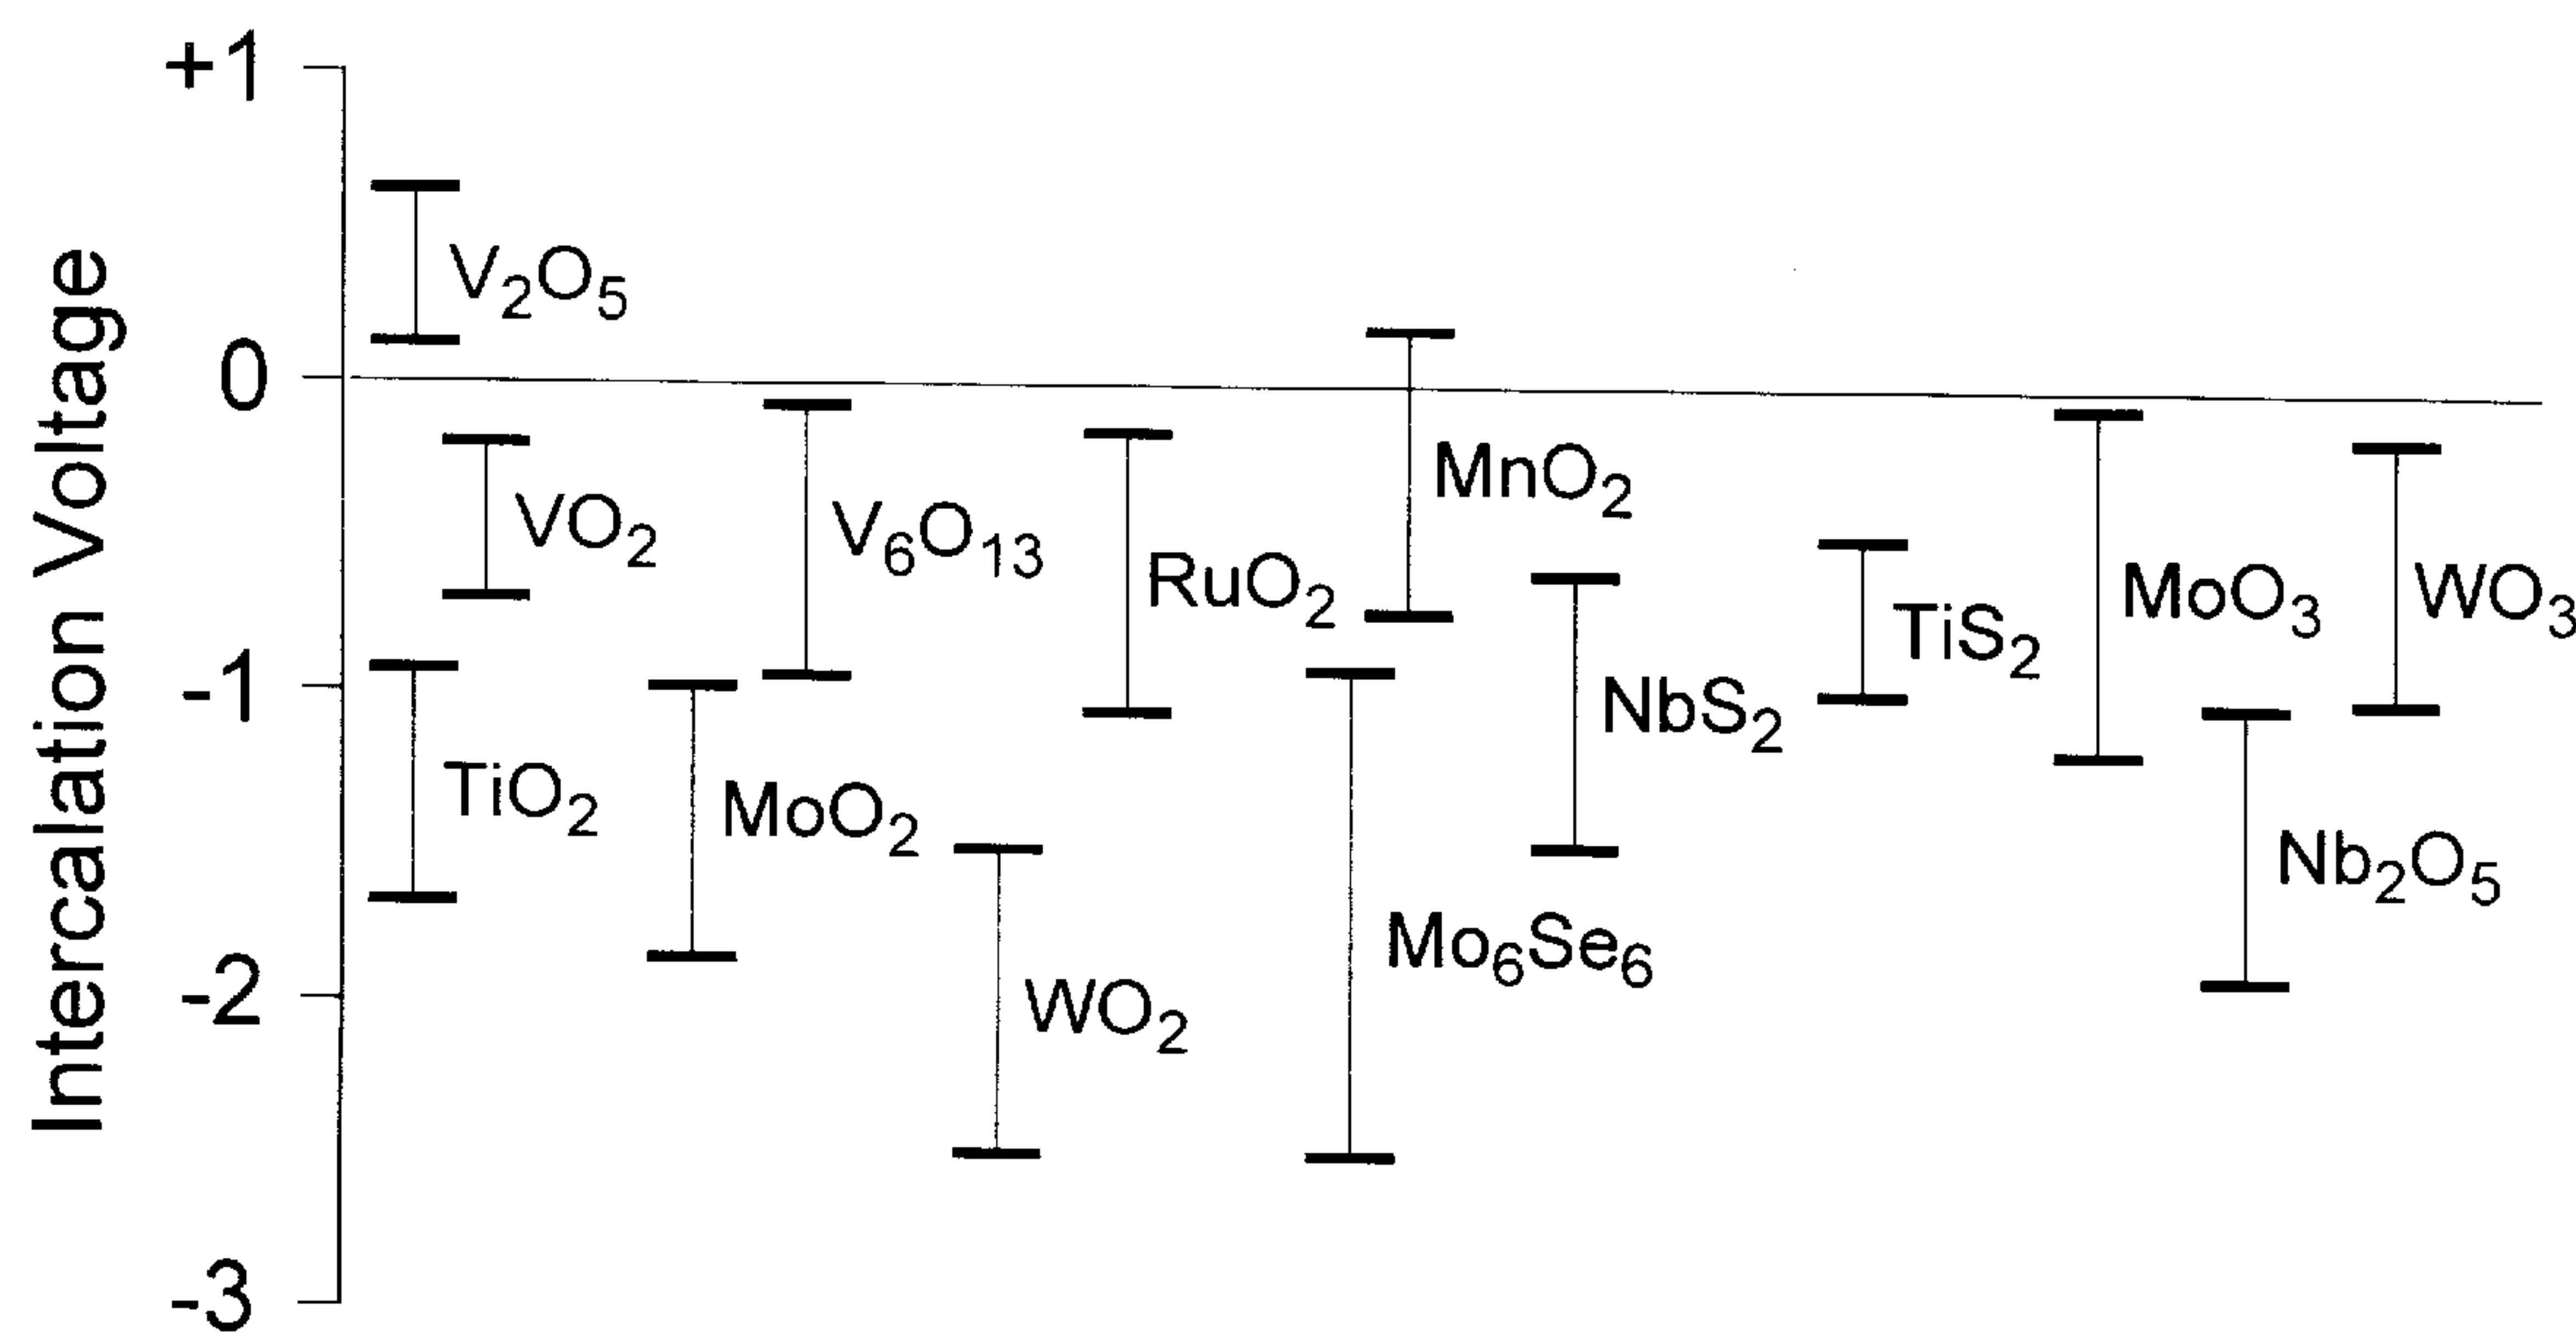 Intercalation Voltage
+1
0
-1
-2
-3
V₂O₅
VO₂
TiO₂
MoO₂
V₆O₁₃
WO₂
RuO₂
Mo₆Se₆
MnO₂
NbS₂
TiS₂
MoO₃
Nb₂O₅
WO₃